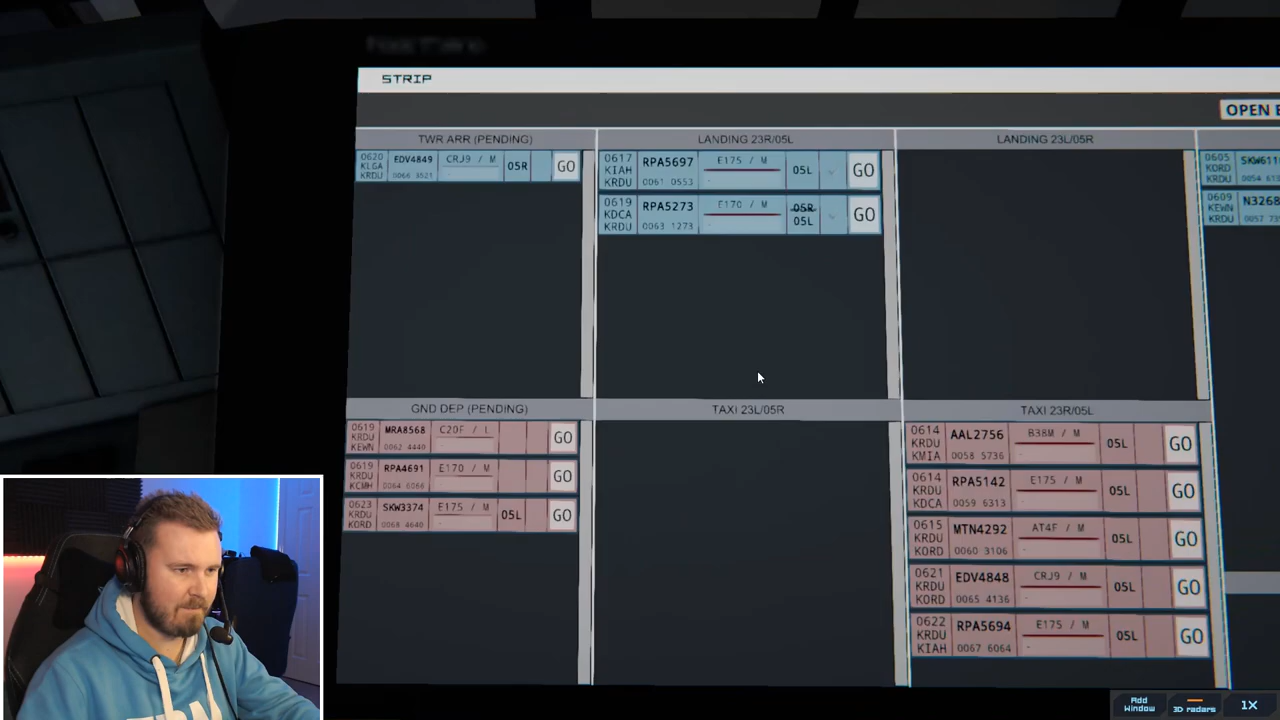 STRIP
OPEN
TWR ARR (PENDING)
0620 EDV4849 CRJ9 / M 05R GO
KLGA
KRDU 0066 3521 -
LANDING 23R/05L
0617 RPA5697 E175 / M 05L GO
KIAH
KRDU 0061 0553 -
0619 RPA5273 E170 / M 05R GO
KDCA 05L
KRDU 0063 1273 -
LANDING 23L/05R
0605
KORD
KRDU
0609 N3268
KEWN
KRDU
GND DEP (PENDING)
0619 MRA8568 C20F / L GO
KRDU
KEWN 0062 4440 -
0619 RPA4691 E170 / M GO
KRDU
KCMH 0064 6066 -
0623 SKW3374 E175 / M 05L GO
KRDU
KORD 0068 4640 -
TAXI 23L/05R
TAXI 23R/05L
0614 AAL2756 B38M / M 05L GO
KRDU
KMIA 0058 5736 -
0614 RPA5142 E175 / M 05L GO
KRDU
KDCA 0059 6313 -
0615 MTN4292 AT4F / M 05L GO
KRDU
KORD 0060 3106 -
0621 EDV4848 CRJ9 / M 05L GO
KRDU
KORD 0065 4136 -
0622 RPA5694 E175 / M 05L GO
KRDU
KIAH 0067 6064 -
Add
Window
3D radars
1X